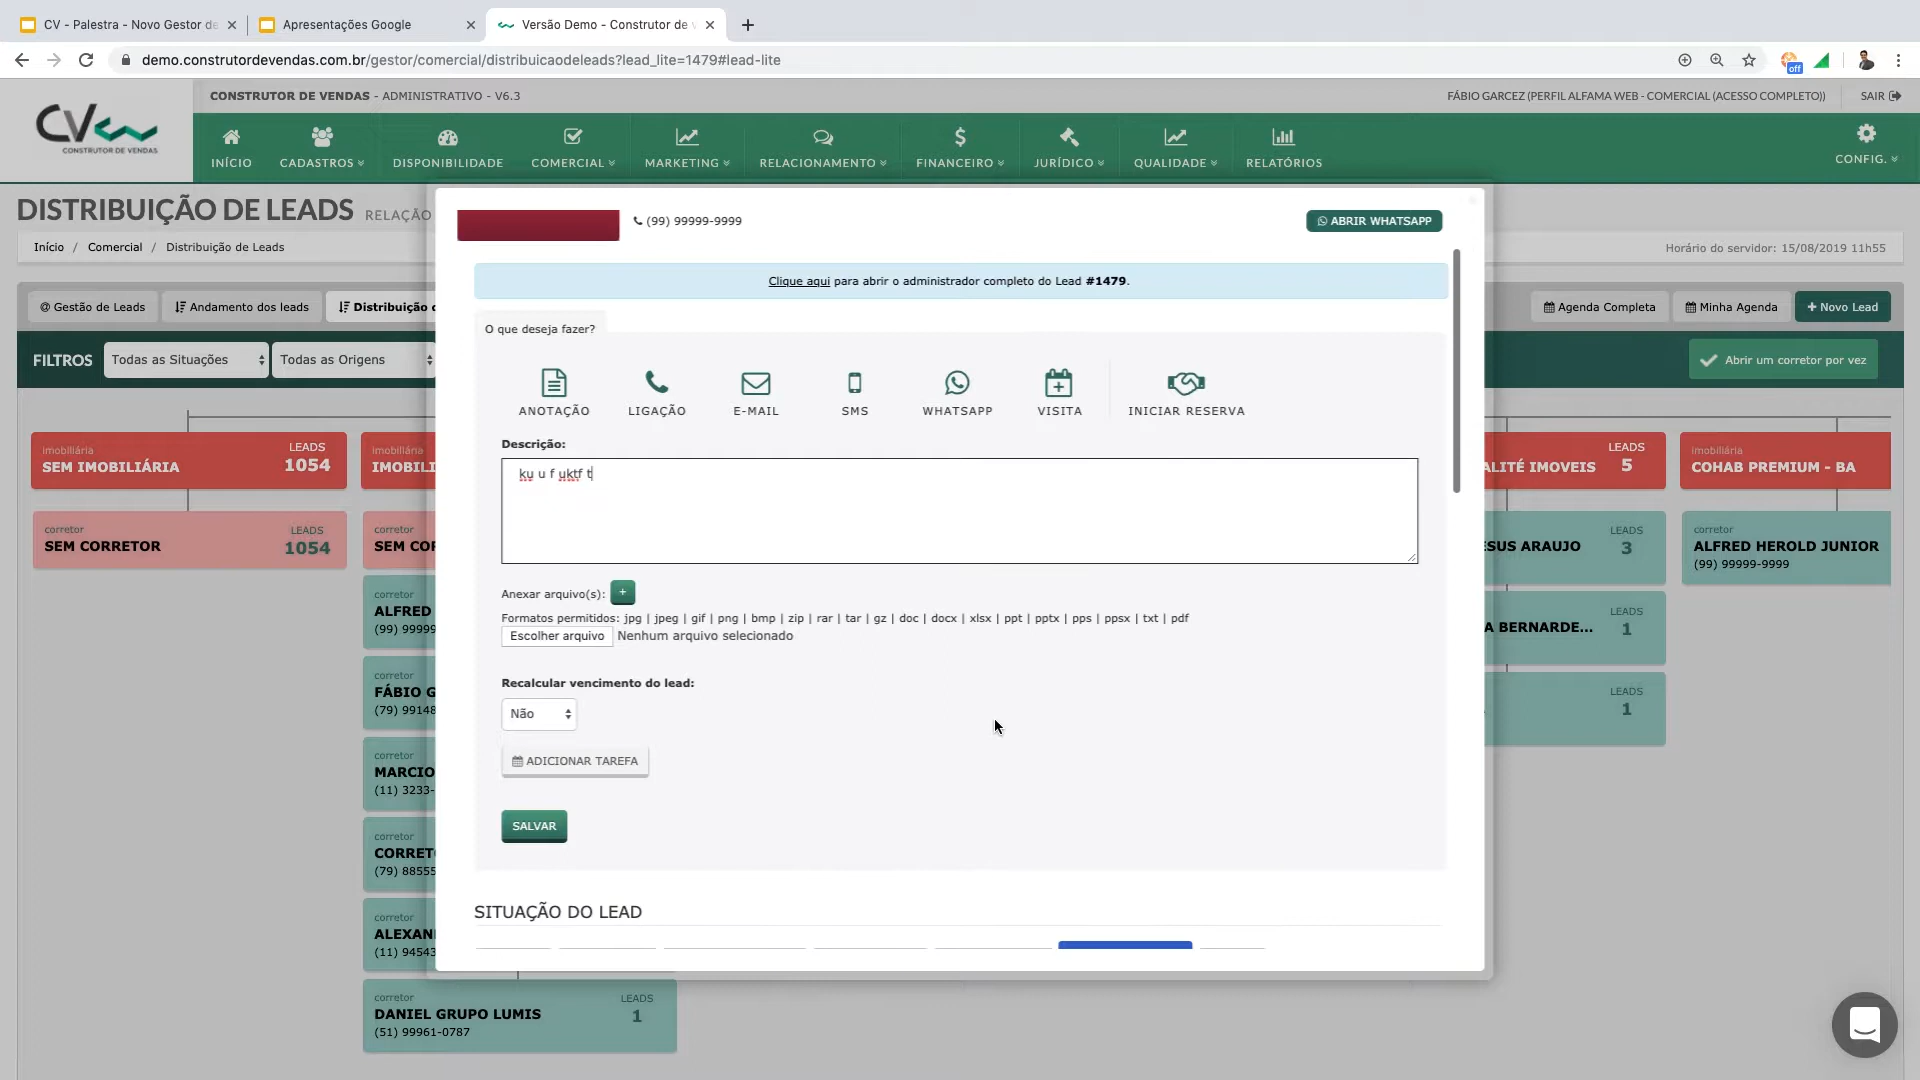 CV - Palestra - Novo Gestor de
Apresentações Google
Versão Demo - Construtor de v
demo.construtordevendas.com.br/gestor/comercial/distribuicaodeleads?lead_lite=1479#lead-lite
off
CV
CONSTRUTOR DE VENDAS
CONSTRUTOR DE VENDAS - ADMINISTRATIVO - V6.3
FÁBIO GARCEZ (PERFIL ALFAMA WEB - COMERCIAL (ACESSO COMPLETO))
SAIR
INÍCIO
CADASTROS
DISPONIBILIDADE
COMERCIAL
MARKETING
RELACIONAMENTO
FINANCEIRO
JURÍDICO
QUALIDADE
RELATÓRIOS
CONFIG.
DISTRIBUIÇÃO DE LEADS RELAÇÃO
Início / Comercial / Distribuição de Leads
Horário do servidor: 15/08/2019 11h55
@ Gestão de Leads
Andamento dos leads
Distribuição
Agenda Completa
Minha Agenda
+ Novo Lead
FILTROS
Todas as Situações
Todas as Origens
Abrir um corretor por vez
(99) 99999-9999
ABRIR WHATSAPP
Clique aqui para abrir o administrador completo do Lead #1479.
O que deseja fazer?
ANOTAÇÃO
LIGAÇÃO
E-MAIL
SMS
WHATSAPP
VISITA
INICIAR RESERVA
Descrição:
ku u f uktf t
Anexar arquivo(s): +
Formatos permitidos: jpg | jpeg | gif | png | bmp | zip | rar | tar | gz | doc | docx | xlsx | ppt | pptx | pps | ppsx | txt | pdf
Escolher arquivo Nenhum arquivo selecionado
Recalcular vencimento do lead:
Não
ADICIONAR TAREFA
SALVAR
SITUAÇÃO DO LEAD
imobiliária
SEM IMOBILIÁRIA
LEADS
1054
corretor
SEM CORRETOR
LEADS
1054
imobiliária
IMOBILI
corretor
SEM COR
ALFRED
(99) 99999
FÁBIO G
(79) 99148
corretor
MARCIO
(11) 3233-
corretor
CORRETO
(79) 88555
corretor
ALEXAN
(11) 94543
corretor
DANIEL GRUPO LUMIS
(51) 99961-0787
LEADS
1
ALITÉ IMOVEIS
LEADS
5
SUS ARAUJO
LEADS
3
A BERNARDE...
LEADS
1
LEADS
1
imobiliária
COHAB PREMIUM - BA
corretor
ALFRED HEROLD JUNIOR
(99) 99999-9999